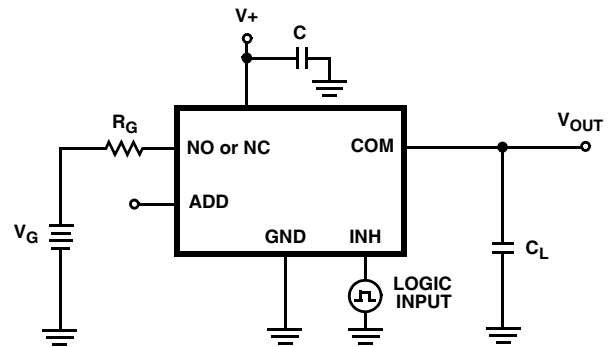 V+
C
R_G
V_OUT
NO or NC
COM
ADD
V_G
GND
INH
C_L
LOGIC
INPUT